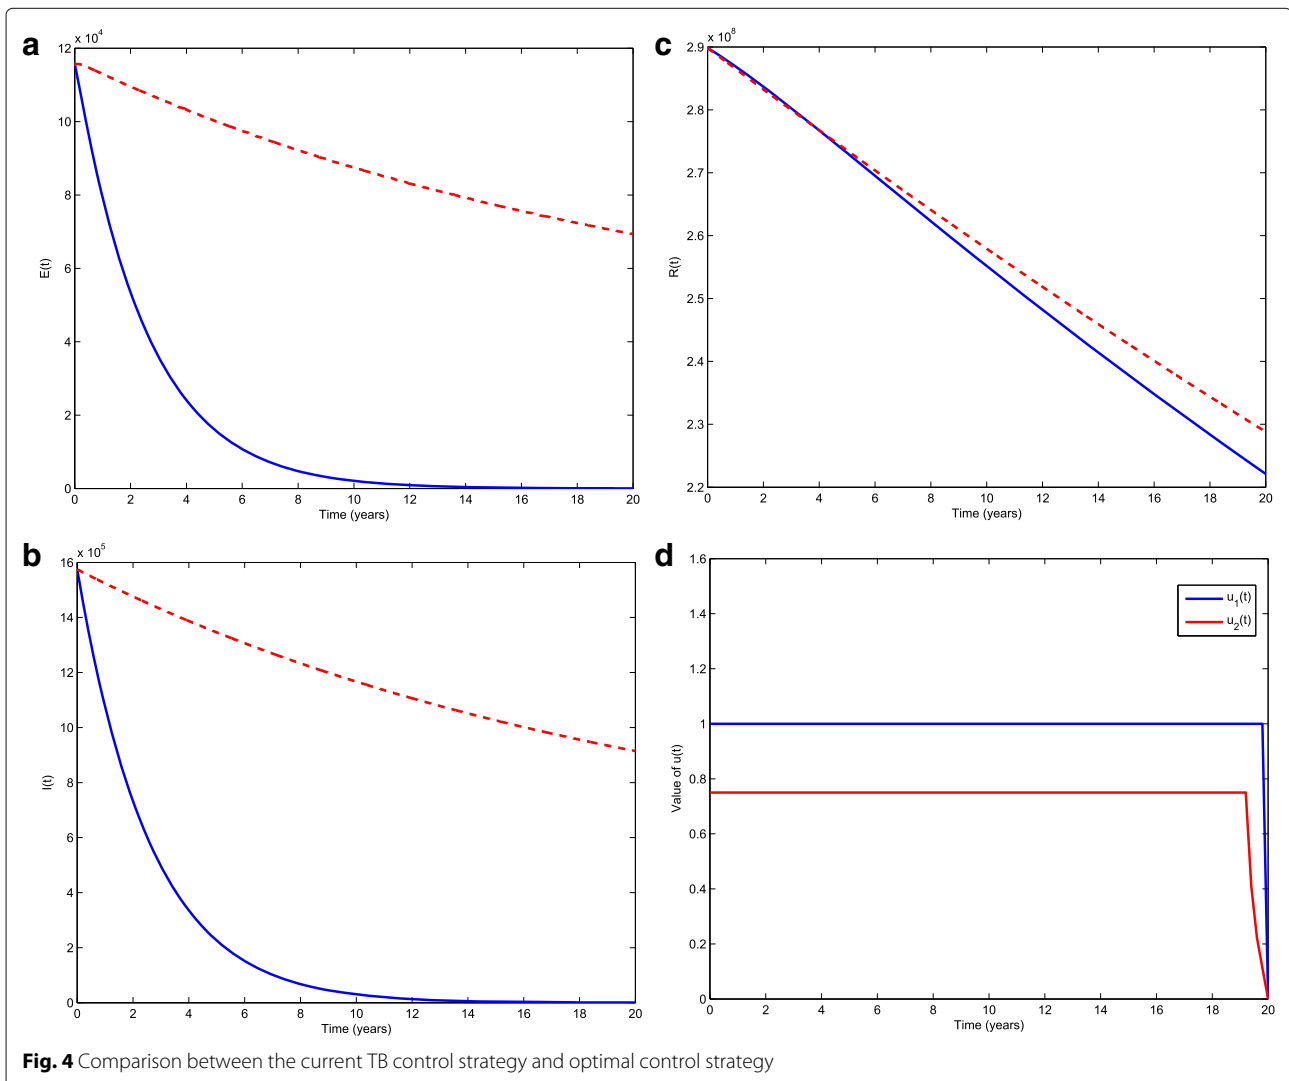 a
x 10^4
12
10
8
6
4
2
0
E(t)
0 2 4 6 8 10 12 14 16 18 20
Time (years)
c
x 10^8
2.9
2.8
2.7
2.6
2.5
2.4
2.3
2.2
R(t)
0 2 4 6 8 10 12 14 16 18 20
Time (years)
b
x 10^5
16
14
12
10
8
6
4
2
0
I(t)
0 2 4 6 8 10 12 14 16 18 20
Time (years)
d
1.6
1.4
1.2
1
0.8
0.6
0.4
0.2
0
Value of u(t)
u_1(t)
u_2(t)
0 2 4 6 8 10 12 14 16 18 20
Time (years)
Fig. 4 Comparison between the current TB control strategy and optimal control strategy